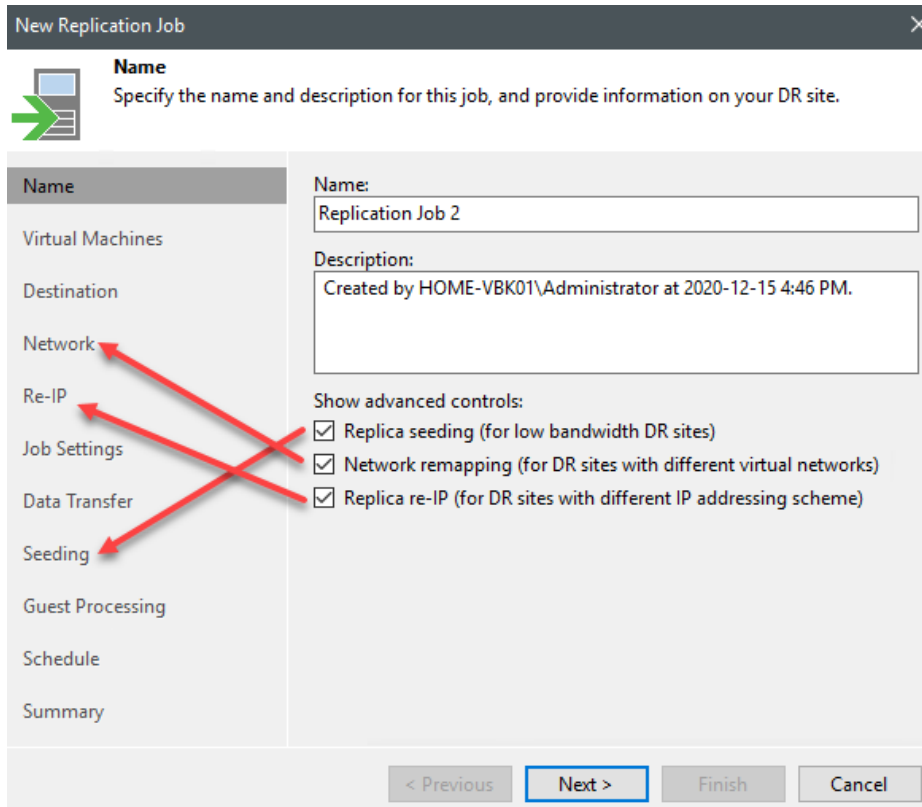 New Replication Job
Name
Specify the name and description for this job, and provide information on your DR site.
Name
Virtual Machines
Destination
Network
Re-IP
Job Settings
Data Transfer
Seeding
Guest Processing
Schedule
Summary
Name:
Replication Job 2
Description:
Created by HOME-VBK01\Administrator at 2020-12-15 4:46 PM.
Show advanced controls:
Replica seeding (for low bandwidth DR sites)
Network remapping (for DR sites with different virtual networks)
Replica re-IP (for DR sites with different IP addressing scheme)
< Previous
Next >
Finish
Cancel